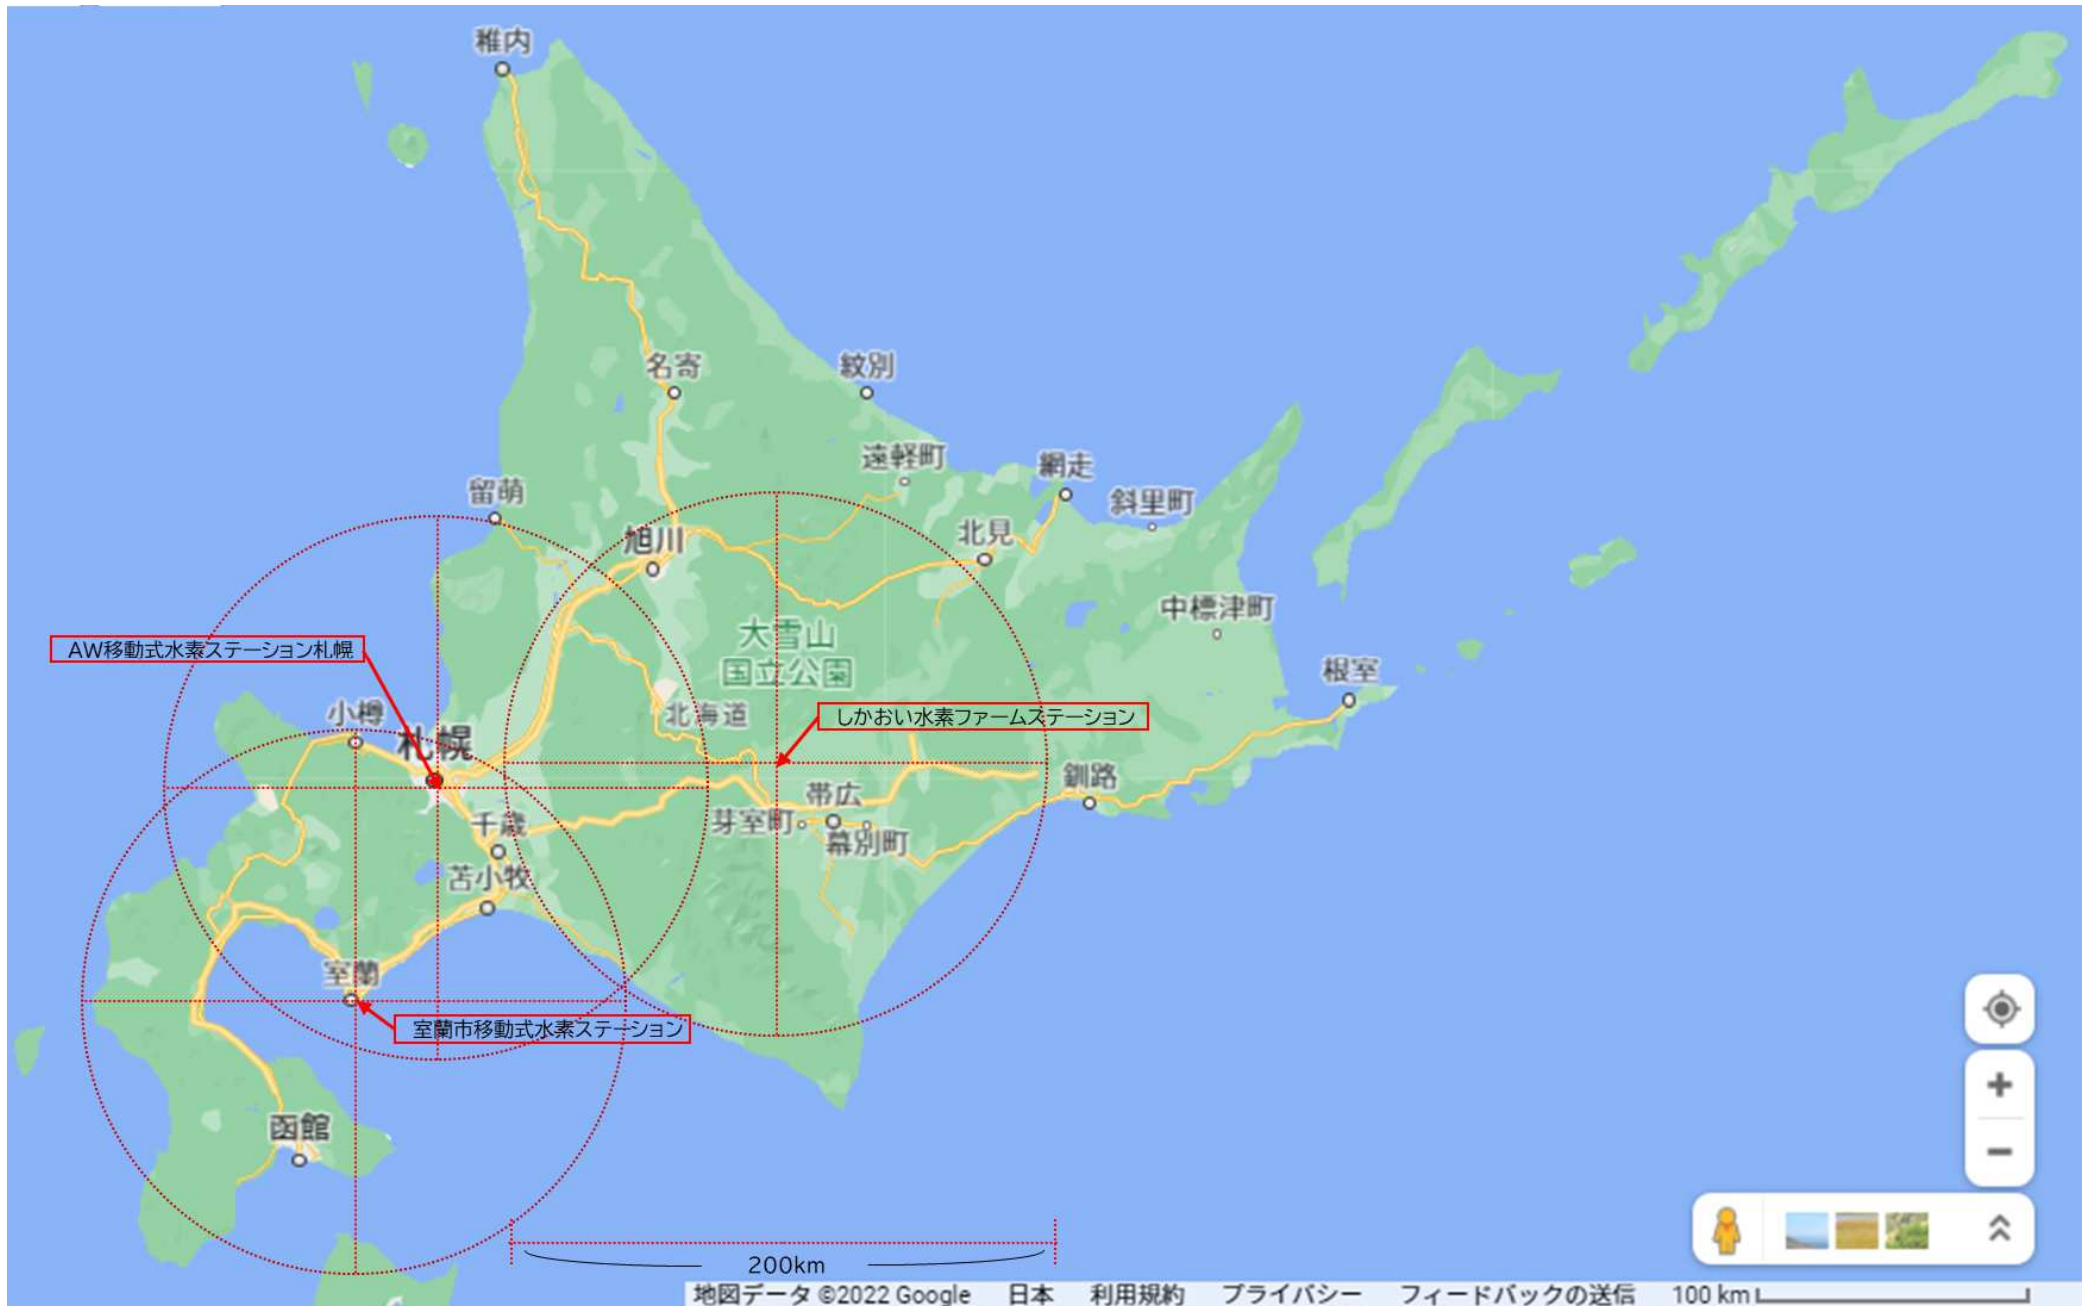 稚内
名寄
紋別
遠軽町
網走
留萌
斜里町
旭川
北見
中標津町
大雪山
国立公園
AW移動式水素ステーション札幌
根室
小樽
北海道
しかおい水素ファームステーション
札幌
釧路
帯広
千歳
芽室町
幕別町
苫小牧
室蘭
室蘭市移動式水素ステーション
函館
200km
地図データ ©2022 Google 日本 利用規約 プライバシー フィードバックの送信 100 km